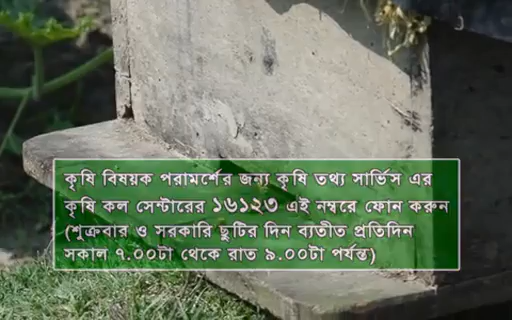 কৃষি বিষয়ক পরামর্শের জন্য কৃষি তথ্য সার্ভিস এর
কৃষি কল সেন্টারের ১৬১২৩ এই নম্বরে ফোন করুন
(শুক্রবার ও সরকারি ছুটির দিন ব্যতীত প্রতিদিন
সকাল ৭.০০টা থেকে রাত ৯.০০টা পর্যন্ত)